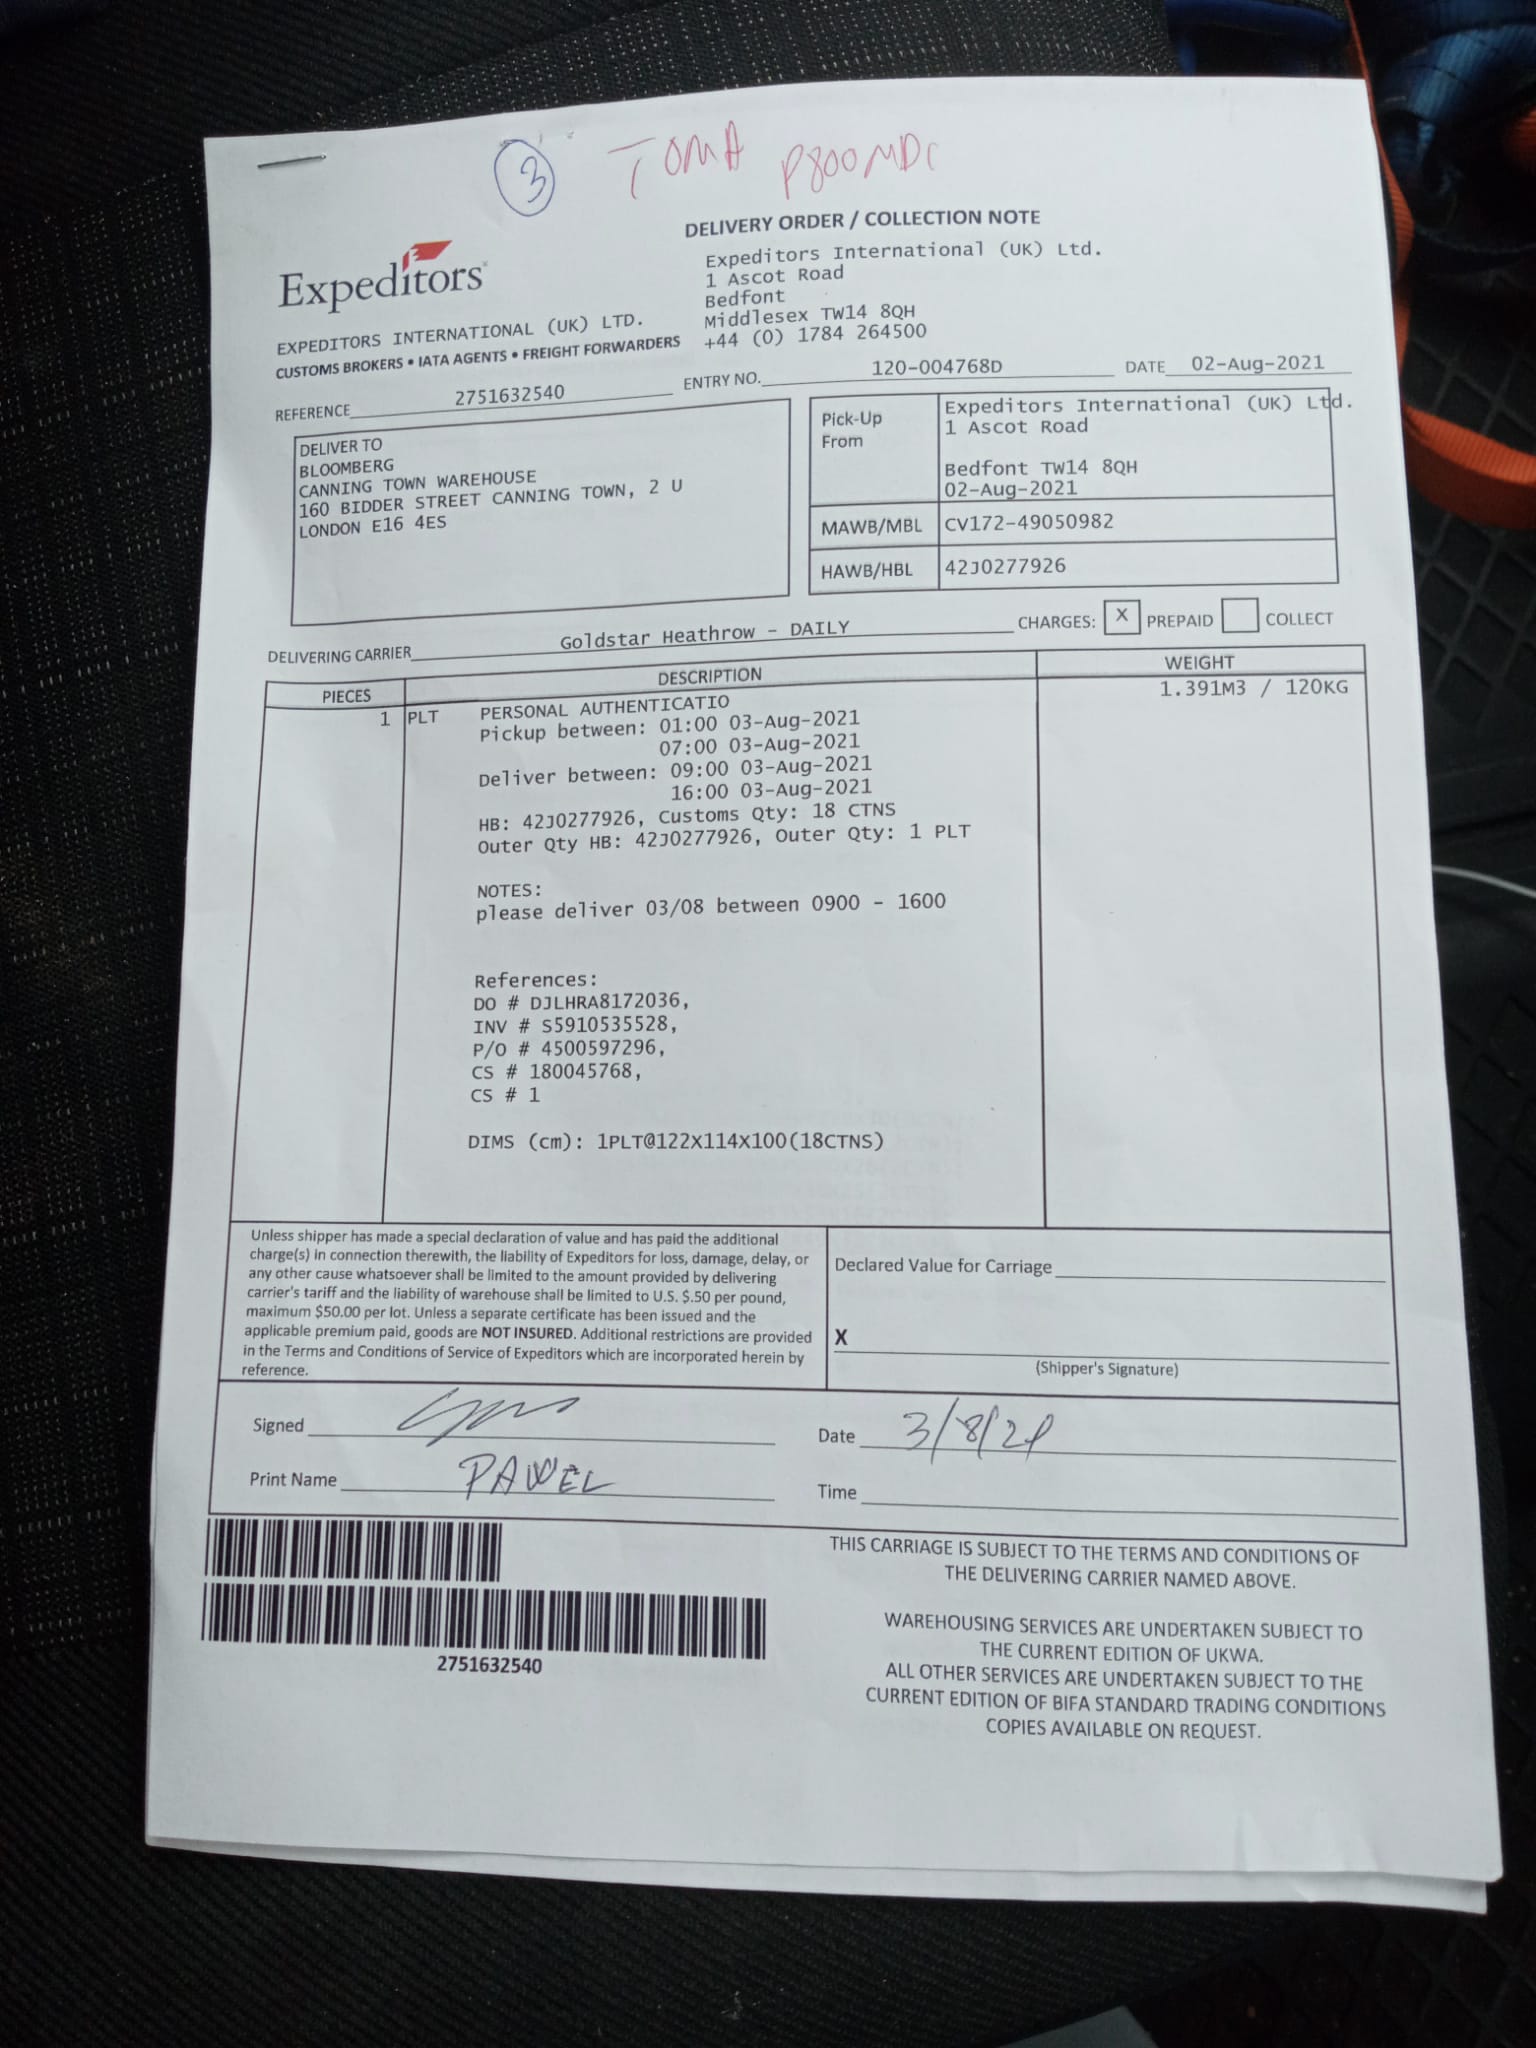 3 TOMA P800MDC
DELIVERY ORDER / COLLECTION NOTE
Expeditors
Expeditors International (UK) Ltd.
1 Ascot Road
Bedfont
Middlesex TW14 8QH
+44 (0) 1784 264500
EXPEDITORS INTERNATIONAL (UK) LTD.
CUSTOMS BROKERS • IATA AGENTS • FREIGHT FORWARDERS
REFERENCE 2751632540 ENTRY NO. 120-004768D DATE 02-Aug-2021
DELIVER TO
BLOOMBERG
CANNING TOWN WAREHOUSE
160 BIDDER STREET CANNING TOWN, 2 U
LONDON E16 4ES
Pick-Up From
Expeditors International (UK) Ltd.
1 Ascot Road
Bedfont TW14 8QH
02-Aug-2021
MAWB/MBL CV172-49050982
HAWB/HBL 42J0277926
DELIVERING CARRIER Goldstar Heathrow - DAILY CHARGES: X PREPAID COLLECT
PIECES DESCRIPTION WEIGHT
1 PLT PERSONAL AUTHENTICATIO 1.391M3 / 120KG
Pickup between: 01:00 03-Aug-2021
07:00 03-Aug-2021
Deliver between: 09:00 03-Aug-2021
16:00 03-Aug-2021
HB: 42J0277926, Customs Qty: 18 CTNS
Outer Qty HB: 42J0277926, Outer Qty: 1 PLT
NOTES:
please deliver 03/08 between 0900 - 1600
References:
DO # DJLHRA8172036,
INV # S5910535528,
P/O # 4500597296,
CS # 180045768,
CS # 1
DIMS (cm): 1PLT@122X114X100(18CTNS)
Unless shipper has made a special declaration of value and has paid the additional
charge(s) in connection therewith, the liability of Expeditors for loss, damage, delay, or
any other cause whatsoever shall be limited to the amount provided by delivering
carrier's tariff and the liability of warehouse shall be limited to U.S. $.50 per pound,
maximum $50.00 per lot. Unless a separate certificate has been issued and the
applicable premium paid, goods are NOT INSURED. Additional restrictions are provided
in the Terms and Conditions of Service of Expeditors which are incorporated herein by
reference.
Declared Value for Carriage
X
(Shipper's Signature)
Signed
Date 3/8/21
Print Name PAWEL
Time
THIS CARRIAGE IS SUBJECT TO THE TERMS AND CONDITIONS OF
THE DELIVERING CARRIER NAMED ABOVE.
2751632540
WAREHOUSING SERVICES ARE UNDERTAKEN SUBJECT TO
THE CURRENT EDITION OF UKWA.
ALL OTHER SERVICES ARE UNDERTAKEN SUBJECT TO THE
CURRENT EDITION OF BIFA STANDARD TRADING CONDITIONS
COPIES AVAILABLE ON REQUEST.